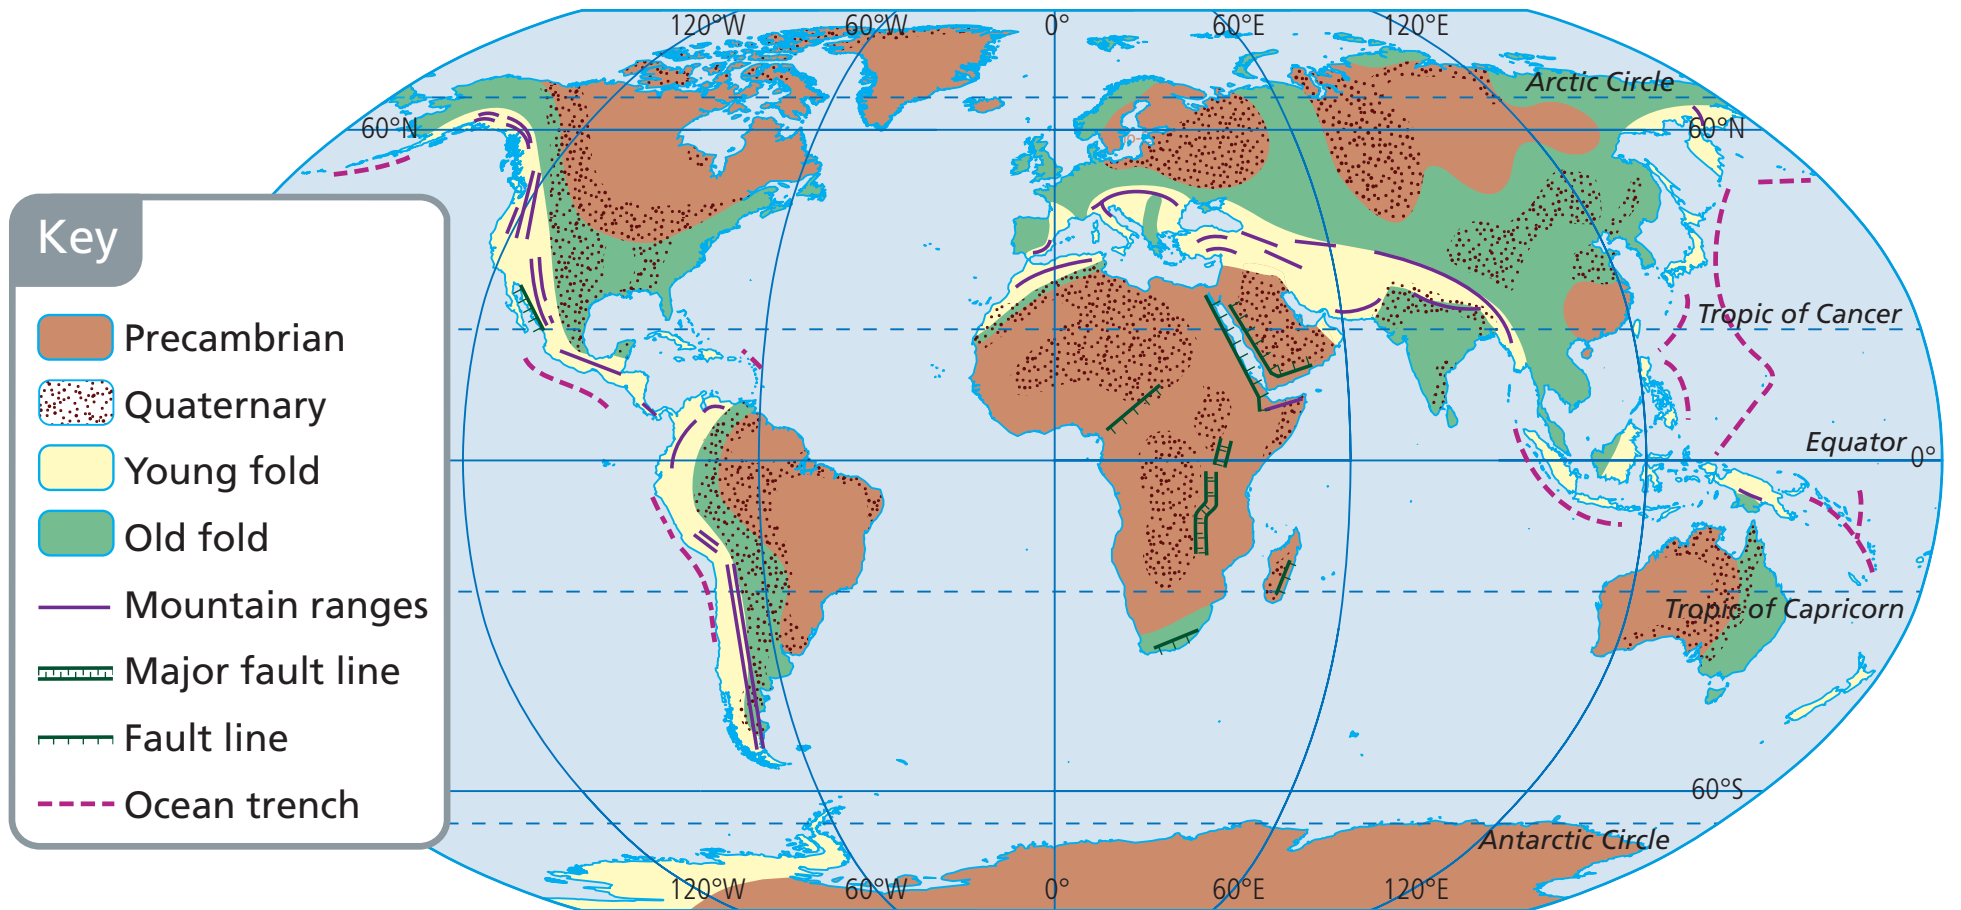 120°W 60°W 0° 60°E 120°E
Arctic Circle
60°N 60°N
Key
Precambrian
Quaternary
Young fold
Old fold
Mountain ranges
Major fault line
Fault line
Ocean trench
Tropic of Cancer
Equator 0°
Tropic of Capricorn
60°S
Antarctic Circle
120°W 60°W 0° 60°E 120°E